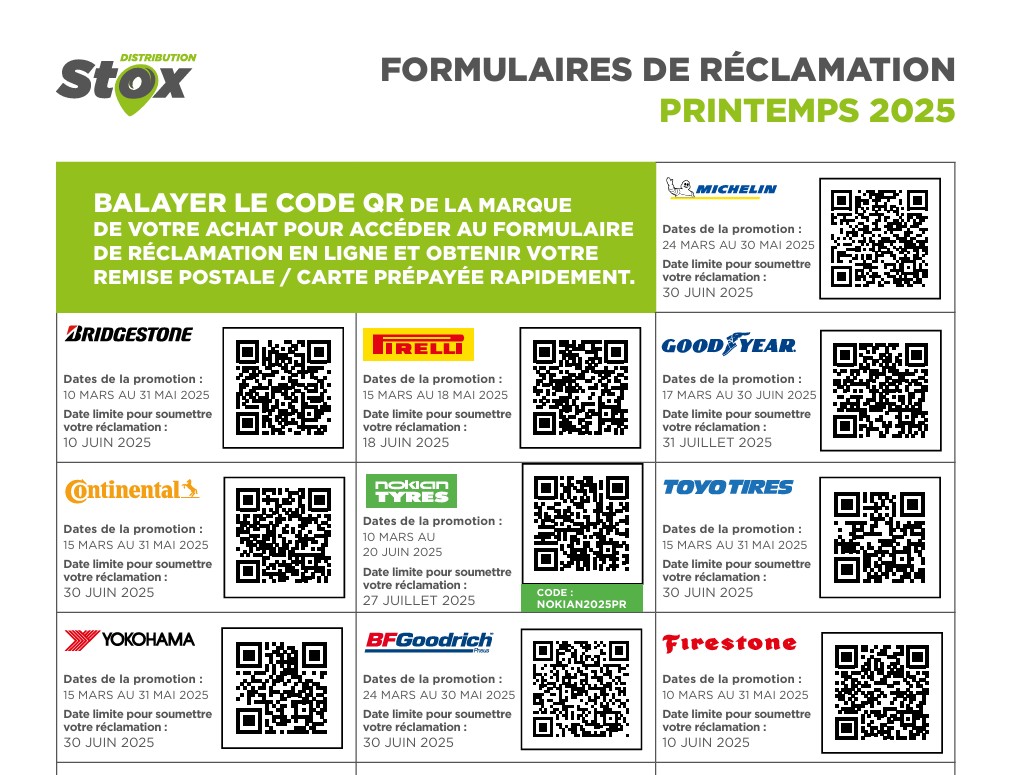 DISTRIBUTION
Stox
FORMULAIRES DE RÉCLAMATION
PRINTEMPS 2025
BALAYER LE CODE QR DE LA MARQUE
DE VOTRE ACHAT POUR ACCÉDER AU FORMULAIRE
DE RÉCLAMATION EN LIGNE ET OBTENIR VOTRE
REMISE POSTALE / CARTE PRÉPAYÉE RAPIDEMENT.
MICHELIN
Dates de la promotion :
24 MARS AU 30 MAI 2025
Date limite pour soumettre
votre réclamation :
30 JUIN 2025
BRIDGESTONE
Dates de la promotion :
10 MARS AU 31 MAI 2025
Date limite pour soumettre
votre réclamation :
10 JUIN 2025
PIRELLI
Dates de la promotion :
15 MARS AU 18 MAI 2025
Date limite pour soumettre
votre réclamation :
18 JUIN 2025
GOODYEAR
Dates de la promotion :
17 MARS AU 30 JUIN 2025
Date limite pour soumettre
votre réclamation :
31 JUILLET 2025
Continental
Dates de la promotion :
15 MARS AU 31 MAI 2025
Date limite pour soumettre
votre réclamation :
30 JUIN 2025
nokian
TYRES
Dates de la promotion :
10 MARS AU
20 JUIN 2025
Date limite pour soumettre
votre réclamation :
27 JUILLET 2025
CODE :
NOKIAN2025PR
TOYO TIRES
Dates de la promotion :
15 MARS AU 31 MAI 2025
Date limite pour soumettre
votre réclamation :
30 JUIN 2025
YOKOHAMA
Dates de la promotion :
15 MARS AU 31 MAI 2025
Date limite pour soumettre
votre réclamation :
30 JUIN 2025
BFGoodrich
Pneus
Dates de la promotion :
24 MARS AU 30 MAI 2025
Date limite pour soumettre
votre réclamation :
30 JUIN 2025
Firestone
Dates de la promotion :
10 MARS AU 31 MAI 2025
Date limite pour soumettre
votre réclamation :
10 JUIN 2025